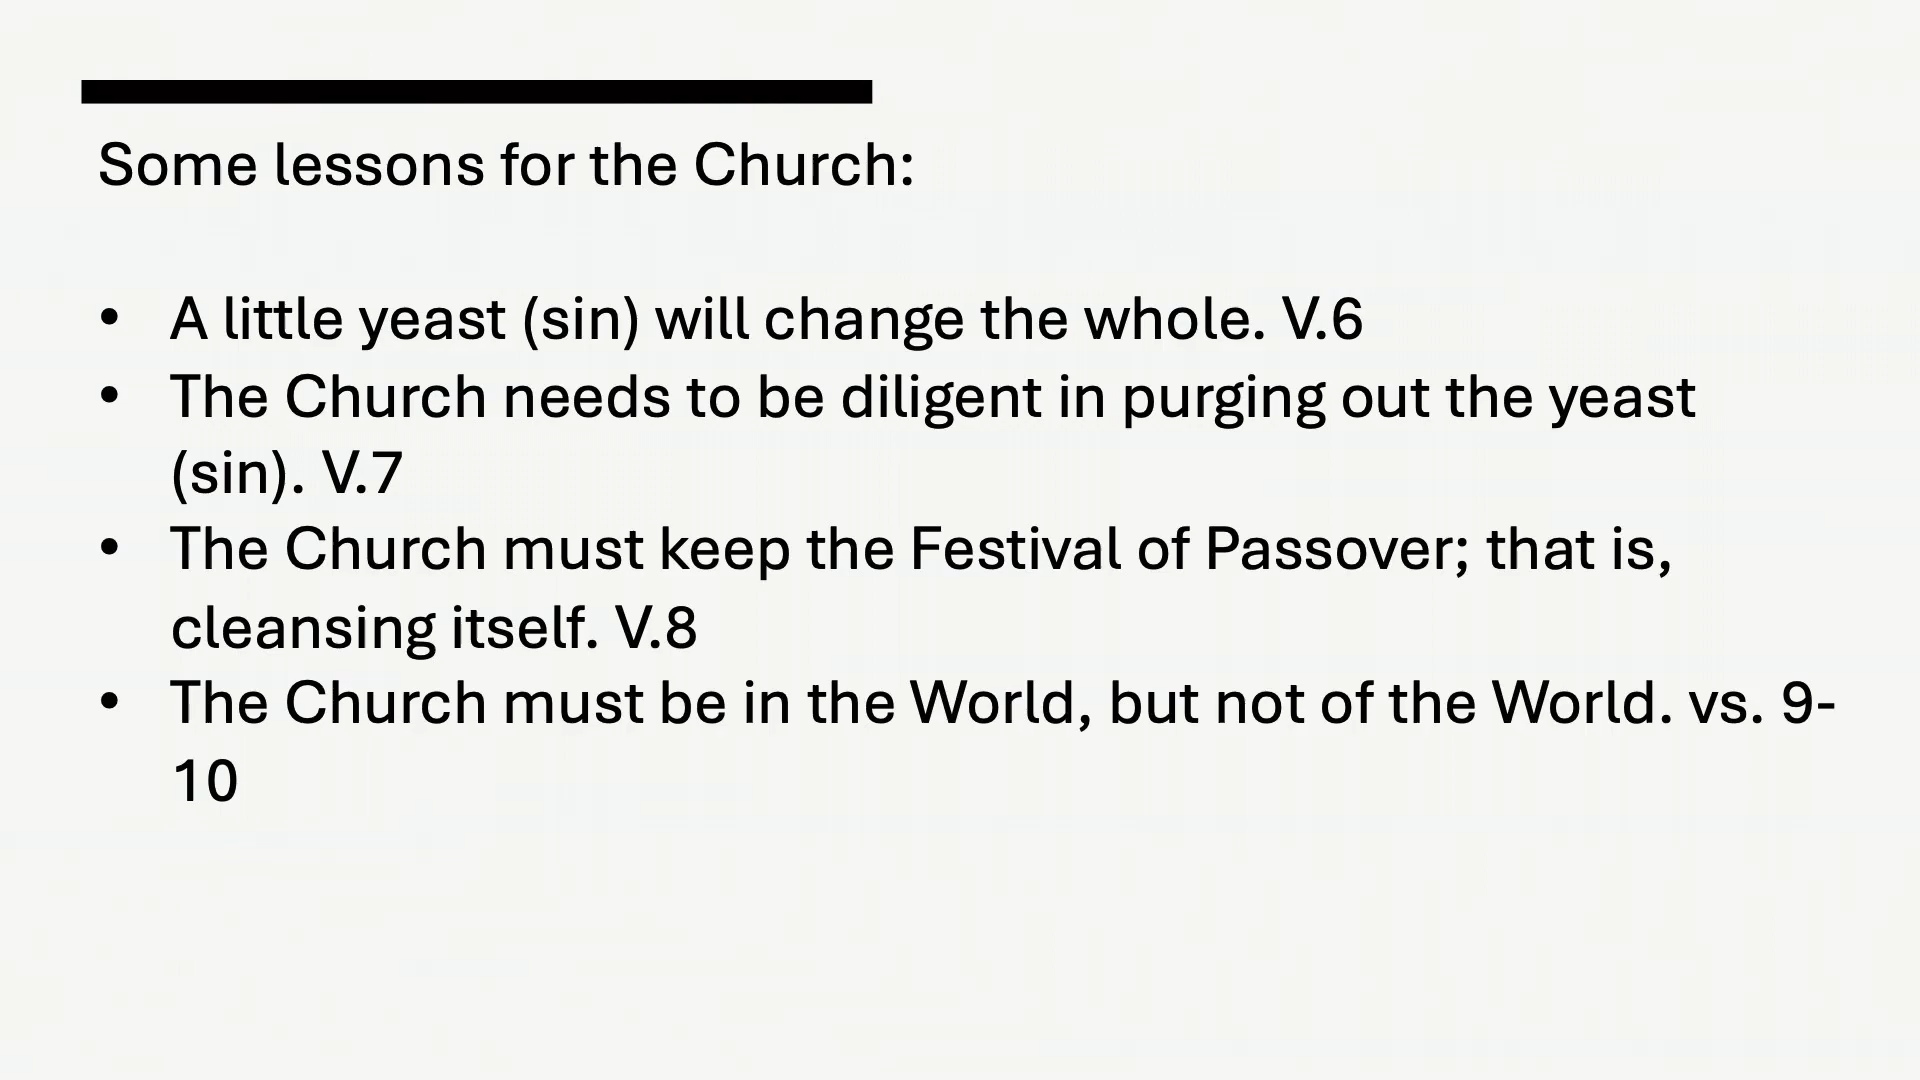 Some lessons for the Church:
• A little yeast (sin) will change the whole. V.6
• The Church needs to be diligent in purging out the yeast
(sin). V.7
• The Church must keep the Festival of Passover; that is,
cleansing itself. V.8
• The Church must be in the World, but not of the World. vs. 9-
10